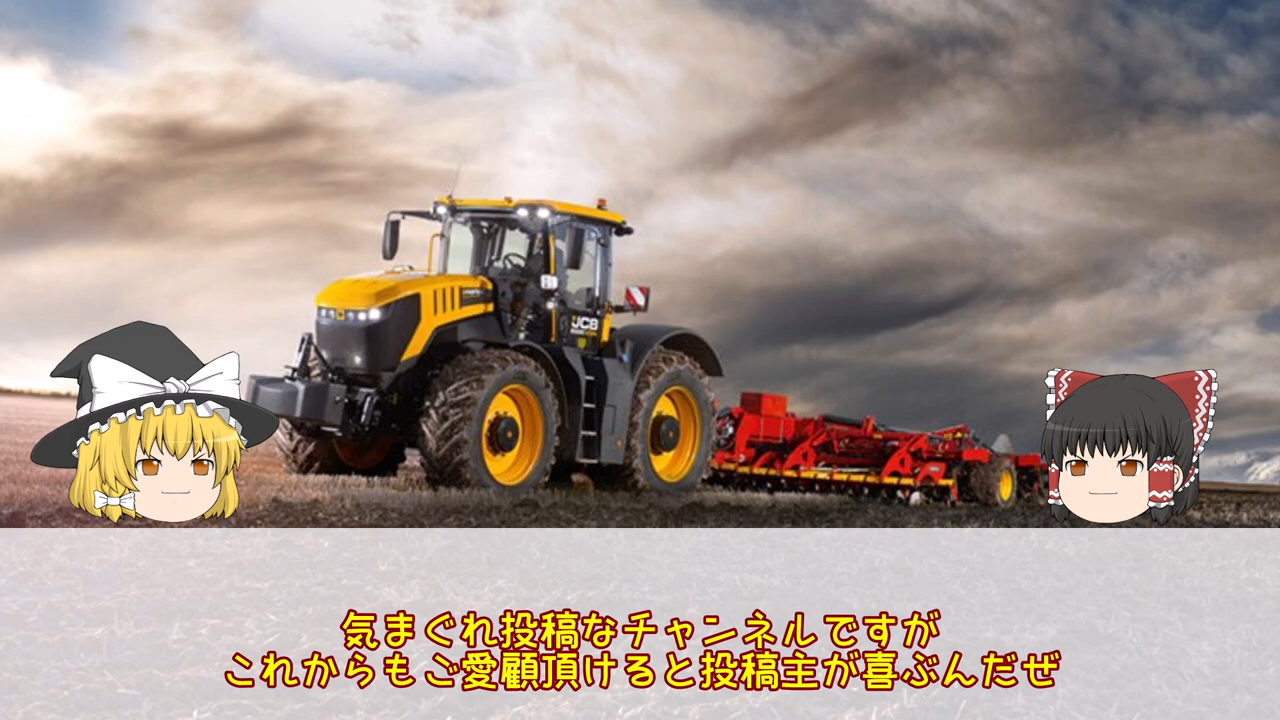 JCB
気まぐれ投稿なチャンネルですが
これからもご愛顧頂けると投稿主が喜ぶんだぜ